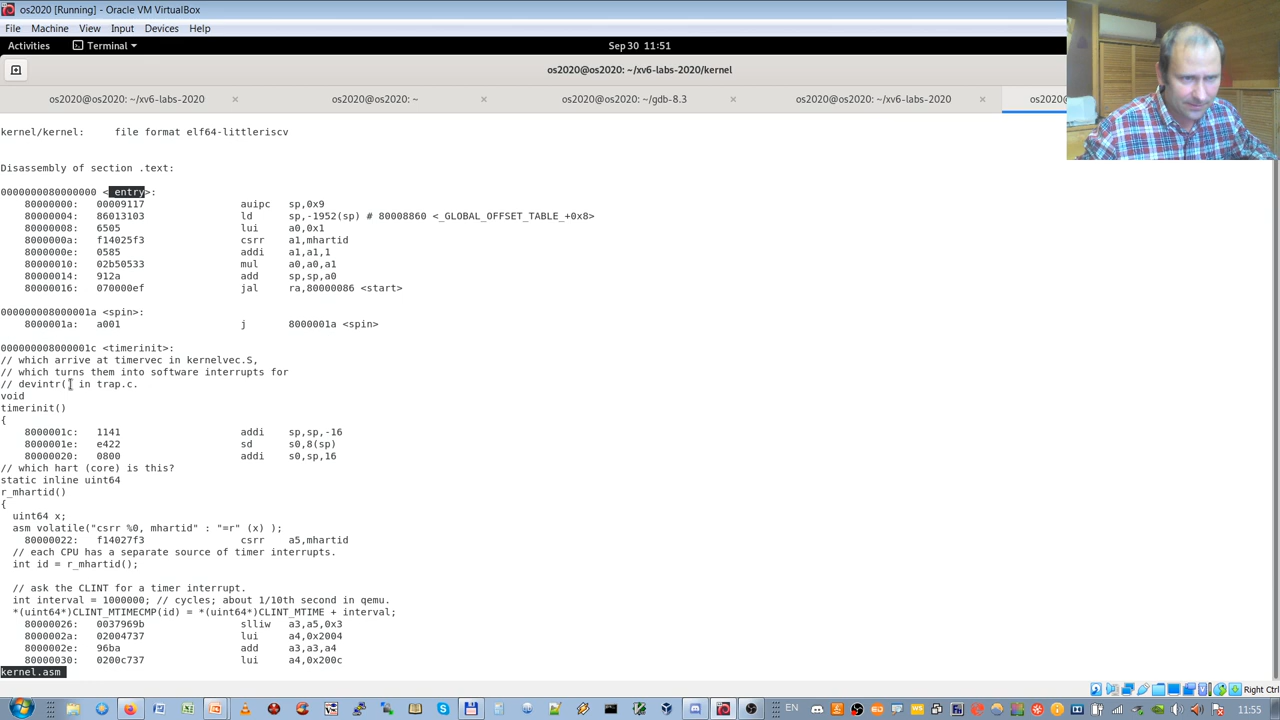 os2020 [Running] - Oracle VM VirtualBox
File Machine View Input Devices Help
Activities Terminal Sep 30 11:51
os2020@os2020: ~/xv6-labs-2020/kernel
os2020@os2020: ~/xv6-labs-2020 × os2020@os2020: ~ × os2020@os2020: ~/gdb-8.3 × os2020@os2020: ~/xv6-labs-2020 × os2020@
kernel/kernel: file format elf64-littleriscv
Disassembly of section .text:
0000000080000000 <_entry>:
80000000: 00009117 auipc sp,0x9
80000004: 86013103 ld sp,-1952(sp) # 80008860 <_GLOBAL_OFFSET_TABLE_+0x8>
80000008: 6505 lui a0,0x1
8000000a: f14025f3 csrr a1,mhartid
8000000e: 0585 addi a1,a1,1
80000010: 02b50533 mul a0,a0,a1
80000014: 912a add sp,sp,a0
80000016: 070000ef jal ra,80000086 <start>
000000008000001a <spin>:
8000001a: a001 j 8000001a <spin>
000000008000001c <timerinit>:
// which arrive at timervec in kernelvec.S,
// which turns them into software interrupts for
// devintr() in trap.c.
void
timerinit()
{
8000001c: 1141 addi sp,sp,-16
8000001e: e422 sd s0,8(sp)
80000020: 0800 addi s0,sp,16
// which hart (core) is this?
static inline uint64
r_mhartid()
{
uint64 x;
asm volatile("csrr %0, mhartid" : "=r" (x) );
80000022: f14027f3 csrr a5,mhartid
// each CPU has a separate source of timer interrupts.
int id = r_mhartid();
// ask the CLINT for a timer interrupt.
int interval = 1000000; // cycles; about 1/10th second in qemu.
*(uint64*)CLINT_MTIMECMP(id) = *(uint64*)CLINT_MTIME + interval;
80000026: 0037969b slliw a3,a5,0x3
8000002a: 02004737 lui a4,0x2004
8000002e: 96ba add a3,a3,a4
80000030: 0200c737 lui a4,0x200c
kernel.asm
Right Ctrl
EN 11:55